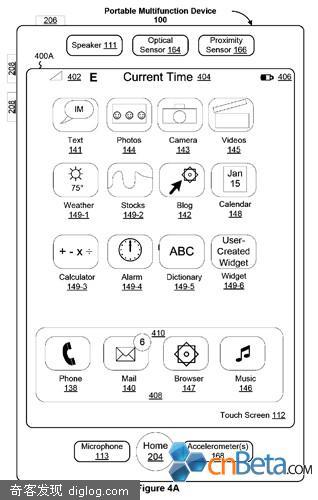 Portable Multifunction Device
100
206
Speaker 111
Optical
Sensor 164
Proximity
Sensor 166
208
400A
402 E Current Time 404 406
208
IM
Text
141
Photos
144
Camera
143
Videos
145
75°
Jan
15
Weather
149-1
Stocks
149-2
Blog
142
Calendar
148
+ - x ÷
ABC
User-
Created
Widget
Calculator
149-3
Alarm
149-4
Dictionary
149-5
Widget
149-6
410
6
Phone
138
Mail
140
Browser
147
Music
146
408
Touch Screen 112
Microphone
113
Home
204
Accelerometer(s)
168
cnBeta.com
奇客发现 diglog.com
Figure 4A